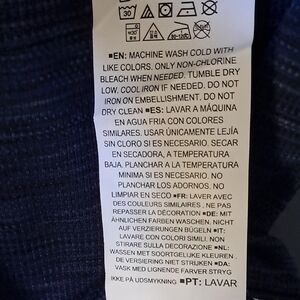 30
■EN: MACHINE WASH COLD WITH
LIKE COLORS. ONLY NON-CHLORINE
BLEACH WHEN NEEDED. TUMBLE DRY
LOW. COOL IRON IF NEEDED. DO NOT
IRON ON EMBELLISHMENT. DO NOT
DRY CLEAN ■ES: LAVAR A MÁQUINA
EN AGUA FRIA CON COLORES
SIMILARES. USAR ÚNICAMENTE LEJÍA
SIN CLORO SI ES NECESARIO. SECAR
EN SECADORA, A TEMPERATURA
BAJA. PLANCHAR A LA TEMPERATURA
MINIMA SI ES NECESARIO. NO
PLANCHAR LOS ADORNOS. NO
LIMPIAR EN SECO ■FR: LAVER AVEC
DES COULEURS SIMILAIRES . NE PAS
REPASSER LA DÉCORATION ■DE: MIT
ÄHNLICHEN FARBEN WASCHEN. NICHT
AUF VERZIERUNGEN BÜGELN ■IT:
LAVARE CON COLORI SIMILI. NON
STIRARE SULLA DECORAZIONE ■NL:
WASSEN MET SOORTGELIJKE KLEUREN.
DE VERSIERING NIET STRIJKEN ■DA:
VASK MED LIGNENDE FARVER STRYG
IKKE PÅ UDSMYKNING ■PT: LAVAR